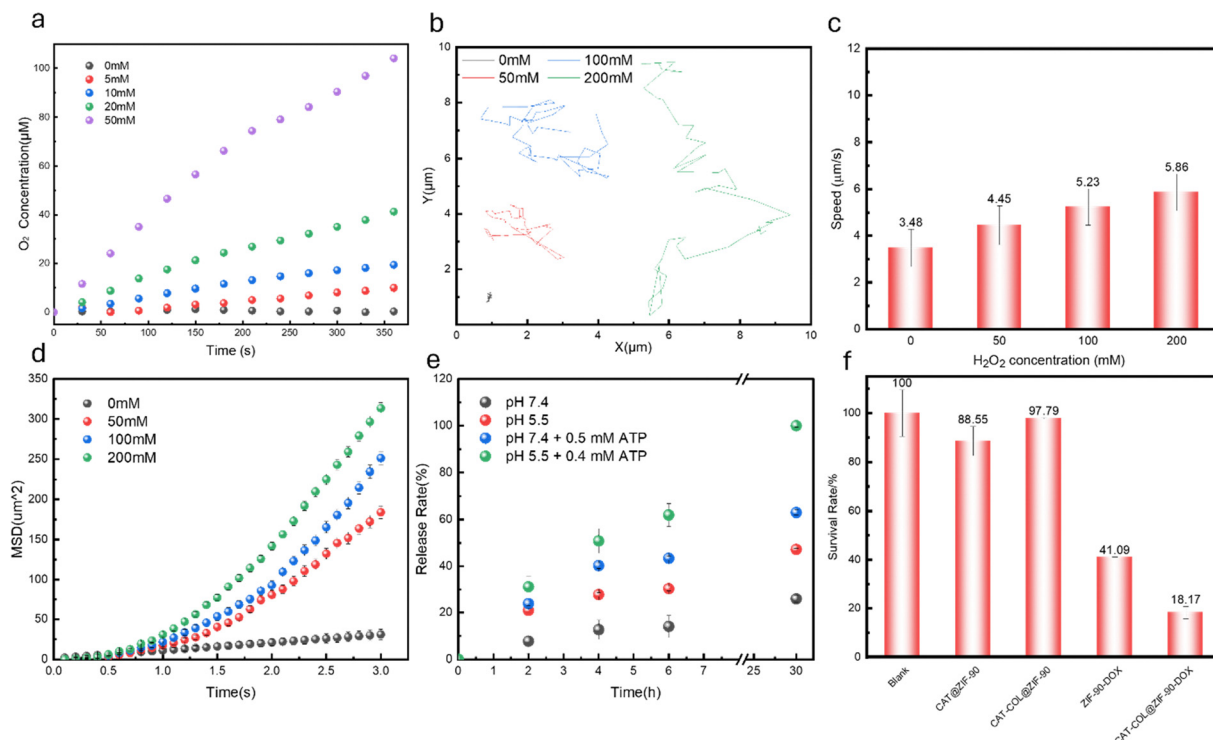 a
O₂ Concentration(μM)
100
80
60
40
20
0
0mM
5mM
10mM
20mM
50mM
0 50 100 150 200 250 300 350
Time (s)
b
Y(μm)
10
8
6
4
2
0
0mM 100mM
50mM 200mM
0 2 4 6 8 10
X(μm)
c
Speed (μm/s)
12
10
8
6
4
2
0
3.48 4.45 5.23 5.86
0 50 100 200
H₂O₂ concentration (mM)
d
MSD(um^2)
350
300
250
200
150
100
50
0
0mM
50mM
100mM
200mM
0.0 0.5 1.0 1.5 2.0 2.5 3.0
Time(s)
e
Release Rate(%)
120
100
80
60
40
20
0
pH 7.4
pH 5.5
pH 7.4 + 0.5 mM ATP
pH 5.5 + 0.4 mM ATP
0 1 2 3 4 5 6 7 25 30
Time(h)
f
Survival Rate/%
120
100
80
60
40
20
0
100 88.55 97.79 41.09 18.17
Blank
CAT@ZIF-90
CAT-COL@ZIF-90
ZIF-90-DOX
CAT-COL@ZIF-90-DOX